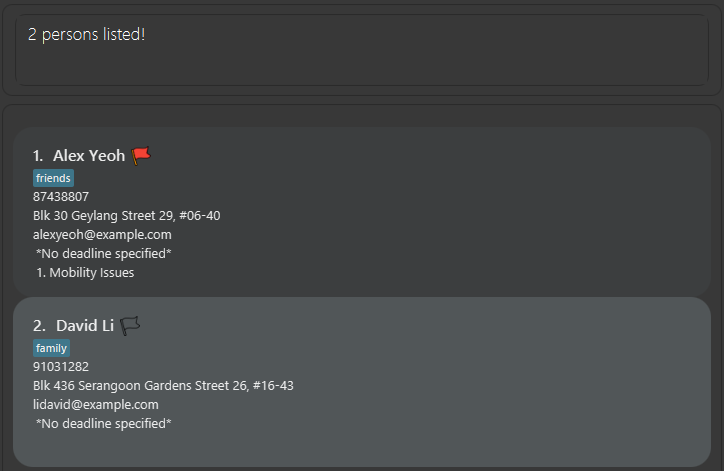 2 persons listed!
1. Alex Yeoh
friends
87438807
Blk 30 Geylang Street 29, #06-40
alexyeoh@example.com
*No deadline specified*
1. Mobility Issues
2. David Li
family
91031282
Blk 436 Serangoon Gardens Street 26, #16-43
lidavid@example.com
*No deadline specified*